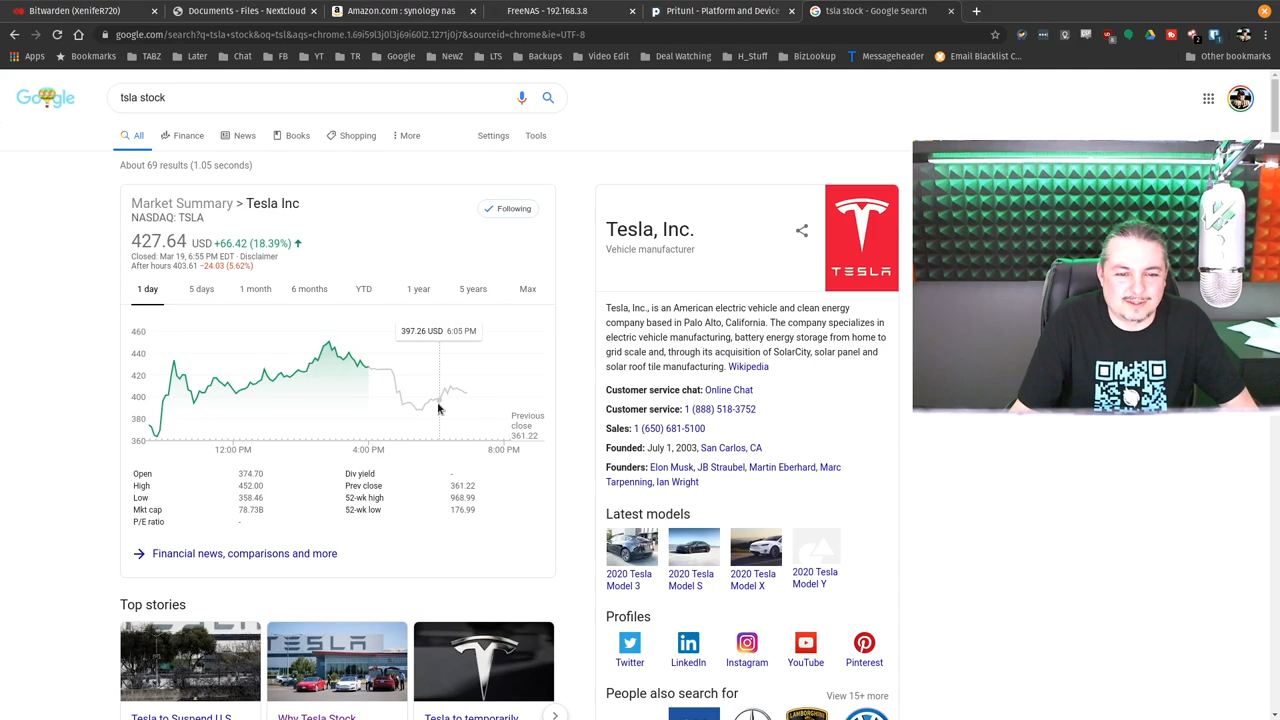 Bitwarden (XenifeR70)
Documents - Files - Nextcloud
Amazon.com : synology nas
FreeNAS - 192.168.3.8
Pritunl - Platform and Device
tsla stock - Google Search
google.com/search?q=tsla+stock&oq=tsl&aqs=chrome.1.69i59l3j0l3j69i60l2.1271j0j7&sourceid=chrome&ie=UTF-8
Apps
Bookmarks
TABZ
Later
Chat
FB
YT
TR
Google
NewZ
LTS
Backups
Video Edit
Deal Watching
H_Stuff
BizLookup
Messageheader
Email Blacklist C...
Other bookmarks
Google
tsla stock
All
Finance
News
Books
Shopping
More
Settings
Tools
About 69 results (1.05 seconds)
Market Summary > Tesla Inc
NASDAQ: TSLA
Following
427.64 USD +66.42 (18.39%)
Closed: Mar 19, 6:55 PM EDT · Disclaimer
After hours 403.61 −24.03 (5.62%)
1 day
5 days
1 month
6 months
YTD
1 year
5 years
Max
397.26 USD 6:05 PM
460
440
420
400
380
360
Previous
close
361.22
12:00 PM
4:00 PM
8:00 PM
Open 374.70
High 452.00
Low 358.46
Mkt cap 78.73B
P/E ratio -
Div yield -
Prev close 361.22
52-wk high 968.99
52-wk low 176.99
Financial news, comparisons and more
Top stories
Tesla to Suspend U.S.
Why Tesla Stock
Tesla to temporarily
Tesla, Inc.
Vehicle manufacturer
TESLA
Tesla, Inc., is an American electric vehicle and clean energy
company based in Palo Alto, California. The company specializes in
electric vehicle manufacturing, battery energy storage from home to
grid scale and, through its acquisition of SolarCity, solar panel and
solar roof tile manufacturing. Wikipedia
Customer service chat: Online Chat
Customer service: 1 (888) 518-3752
Sales: 1 (650) 681-5100
Founded: July 1, 2003, San Carlos, CA
Founders: Elon Musk, JB Straubel, Martin Eberhard, Marc
Tarpenning, Ian Wright
Latest models
2020 Tesla
Model 3
2020 Tesla
Model S
2020 Tesla
Model X
2020 Tesla
Model Y
Profiles
Twitter
LinkedIn
Instagram
YouTube
Pinterest
People also search for
View 15+ more